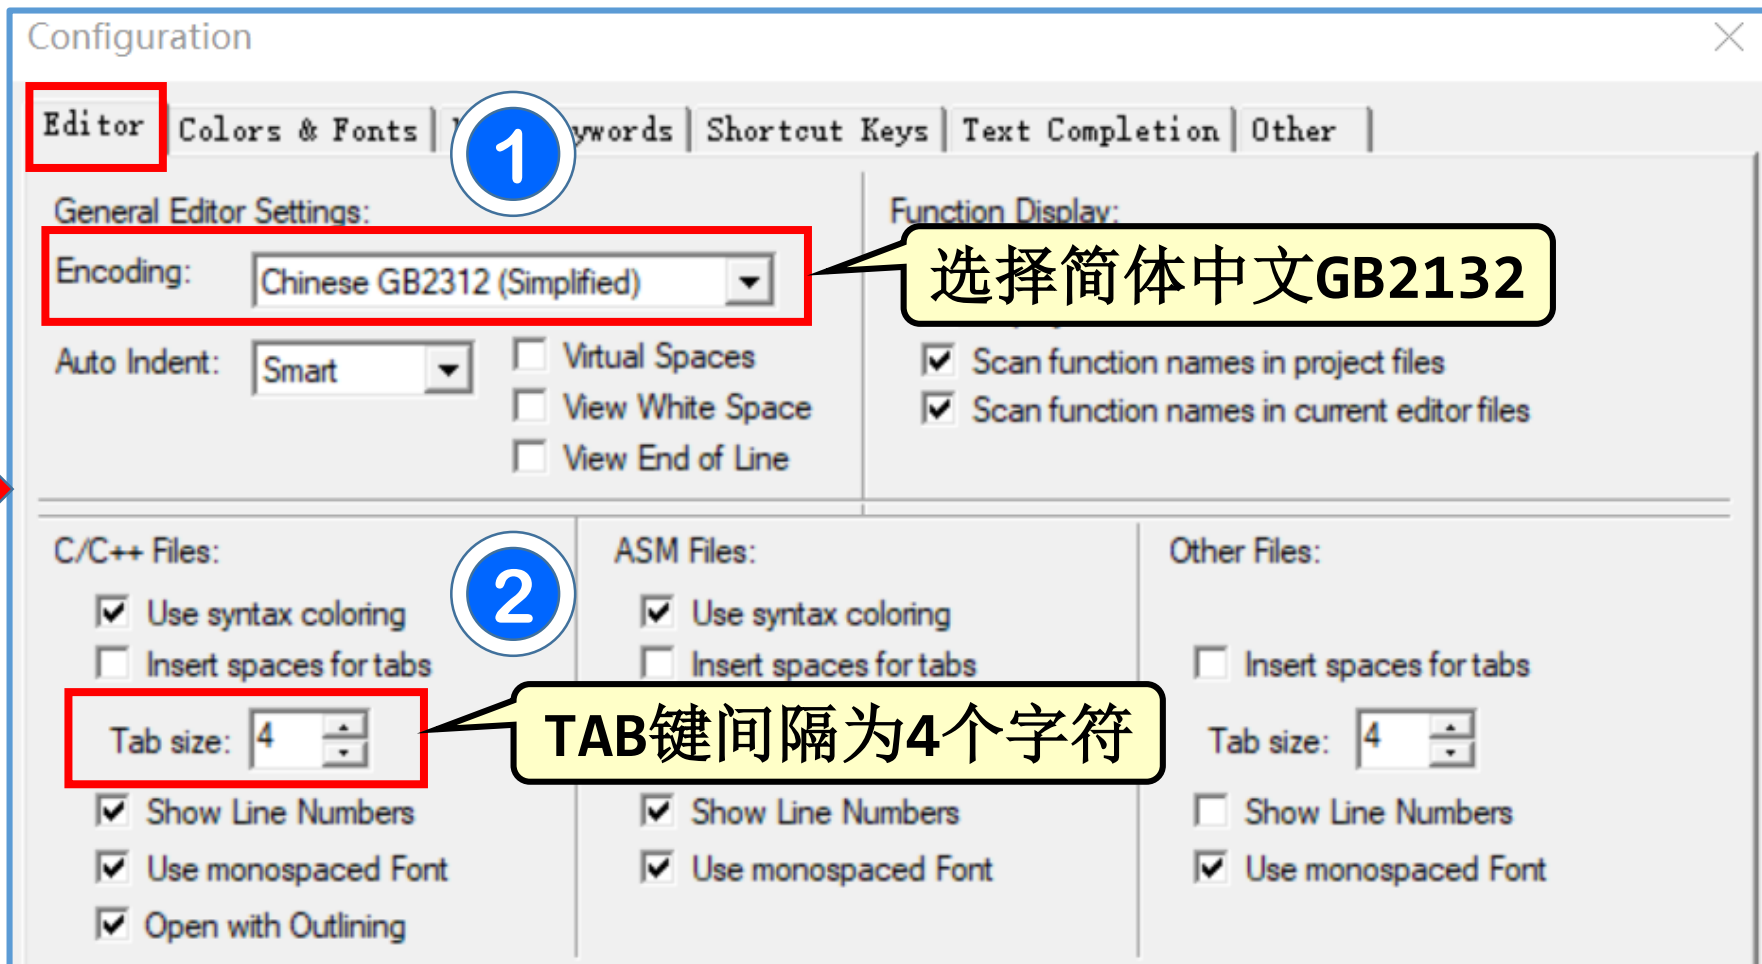 Configuration
Editor
Colors & Fonts
Shortcut Keys
Text Completion
Other
1
General Editor Settings:
Function Display:
Encoding:
Chinese GB2312 (Simplified)
选择简体中文GB2132
Auto Indent:
Smart
Virtual Spaces
View White Space
View End of Line
Scan function names in project files
Scan function names in current editor files
C/C++ Files:
2
Use syntax coloring
Insert spaces for tabs
Tab size: 4
TAB键间隔为4个字符
Show Line Numbers
Use monospaced Font
Open with Outlining
ASM Files:
Use syntax coloring
Insert spaces for tabs
Show Line Numbers
Use monospaced Font
Other Files:
Insert spaces for tabs
Tab size: 4
Show Line Numbers
Use monospaced Font